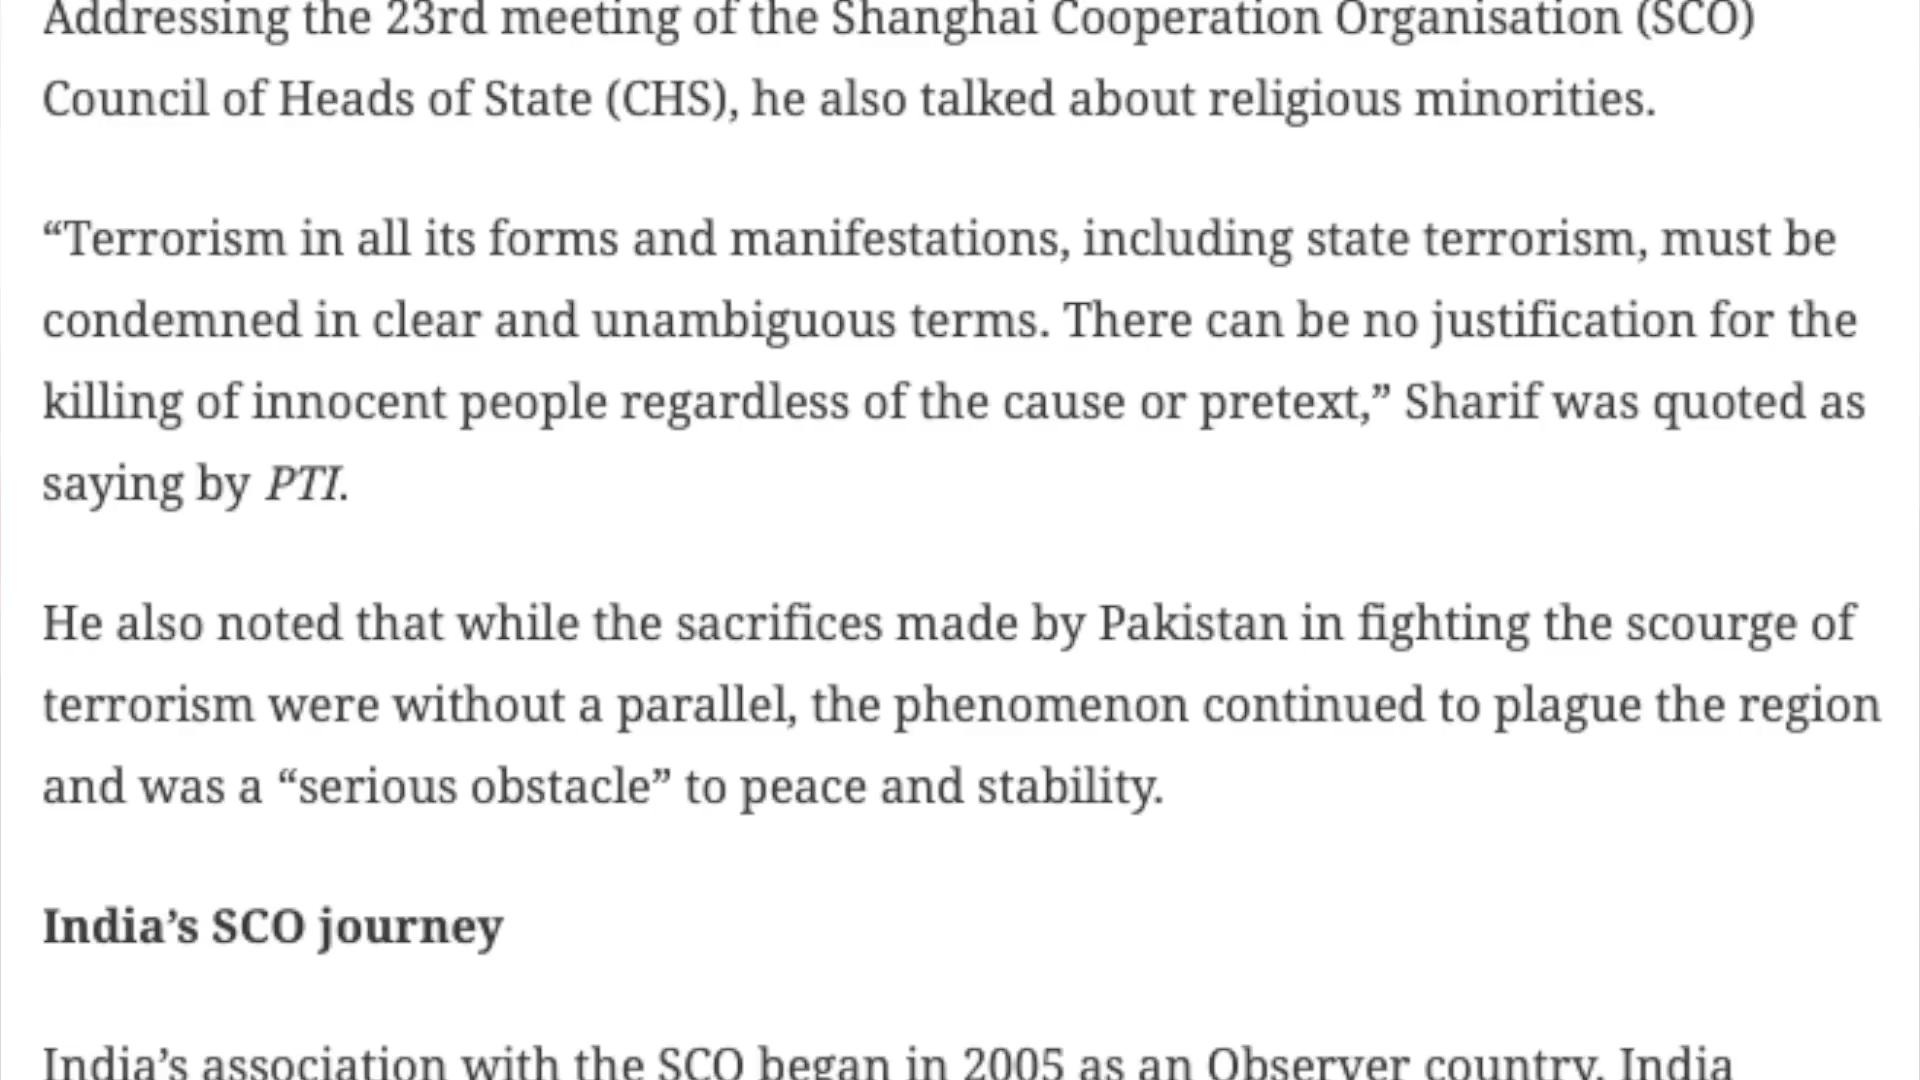 Addressing the 23rd meeting of the Shanghai Cooperation Organisation (SCO)
Council of Heads of State (CHS), he also talked about religious minorities.
“Terrorism in all its forms and manifestations, including state terrorism, must be
condemned in clear and unambiguous terms. There can be no justification for the
killing of innocent people regardless of the cause or pretext,” Sharif was quoted as
saying by PTI.
He also noted that while the sacrifices made by Pakistan in fighting the scourge of
terrorism were without a parallel, the phenomenon continued to plague the region
and was a “serious obstacle” to peace and stability.
India’s SCO journey
India’s association with the SCO began in 2005 as an Observer country. India